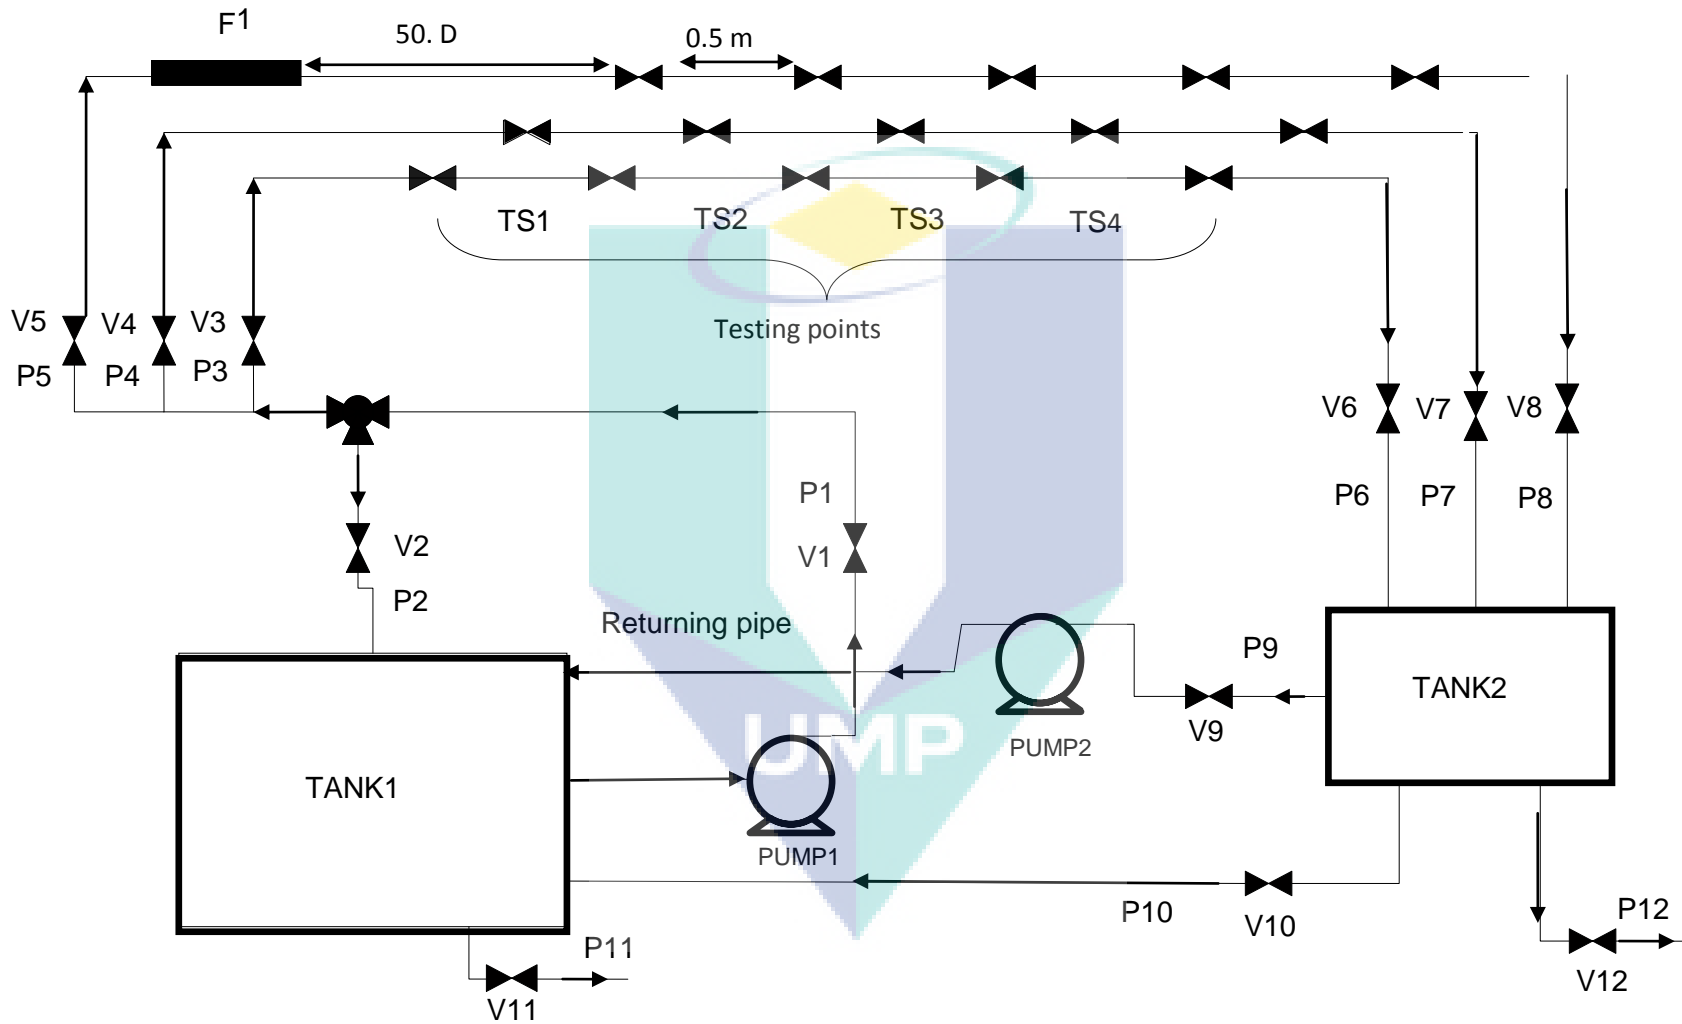 F1
50. D
0.5 m
TS1 TS2 TS3 TS4
Testing points
V5 V4 V3
P5 P4 P3
V6 V7 V8
P6 P7 P8
P1
V1
V2
P2
Returning pipe
P9
V9
TANK2
PUMP2
UMP
TANK1
PUMP1
P10
V10
P12
V12
P11
V11